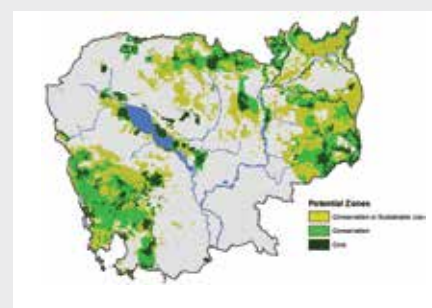 Potential Zones
Conservation or Sustainable Use
Conservation
Core